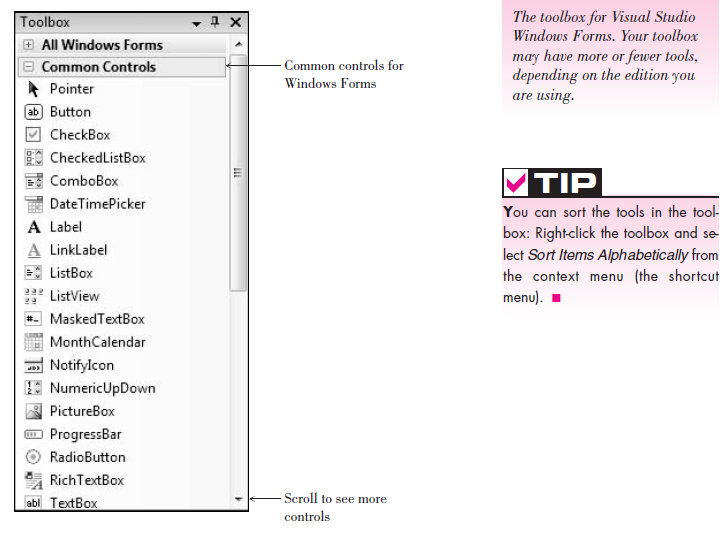 Toolbox
All Windows Forms
Common Controls
Pointer
Button
CheckBox
CheckedListBox
ComboBox
DateTimePicker
Label
LinkLabel
ListBox
ListView
MaskedTextBox
MonthCalendar
NotifyIcon
NumericUpDown
PictureBox
ProgressBar
RadioButton
RichTextBox
TextBox
Common controls for
Windows Forms
Scroll to see more
controls
The toolbox for Visual Studio
Windows Forms. Your toolbox
may have more or fewer tools,
depending on the edition you
are using.
TIP
You can sort the tools in the tool-
box: Right-click the toolbox and se-
lect Sort Items Alphabetically from
the context menu (the shortcut
menu).